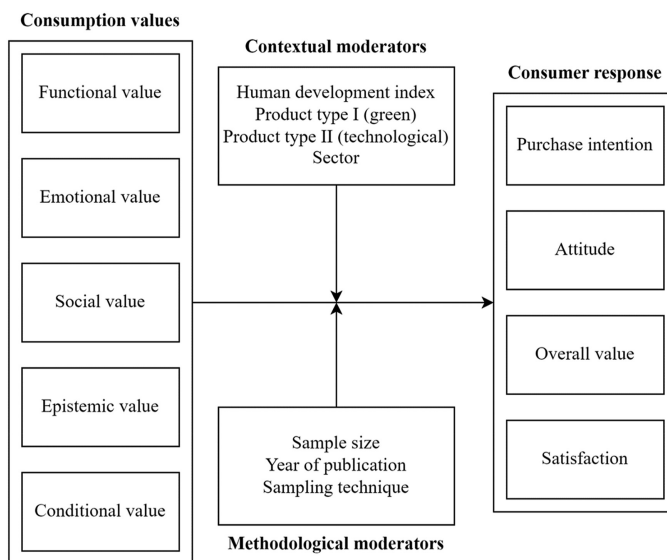 Consumption values
Functional value
Emotional value
Social value
Epistemic value
Conditional value
Contextual moderators
Human development index
Product type I (green)
Product type II (technological)
Sector
Sample size
Year of publication
Sampling technique
Methodological moderators
Consumer response
Purchase intention
Attitude
Overall value
Satisfaction